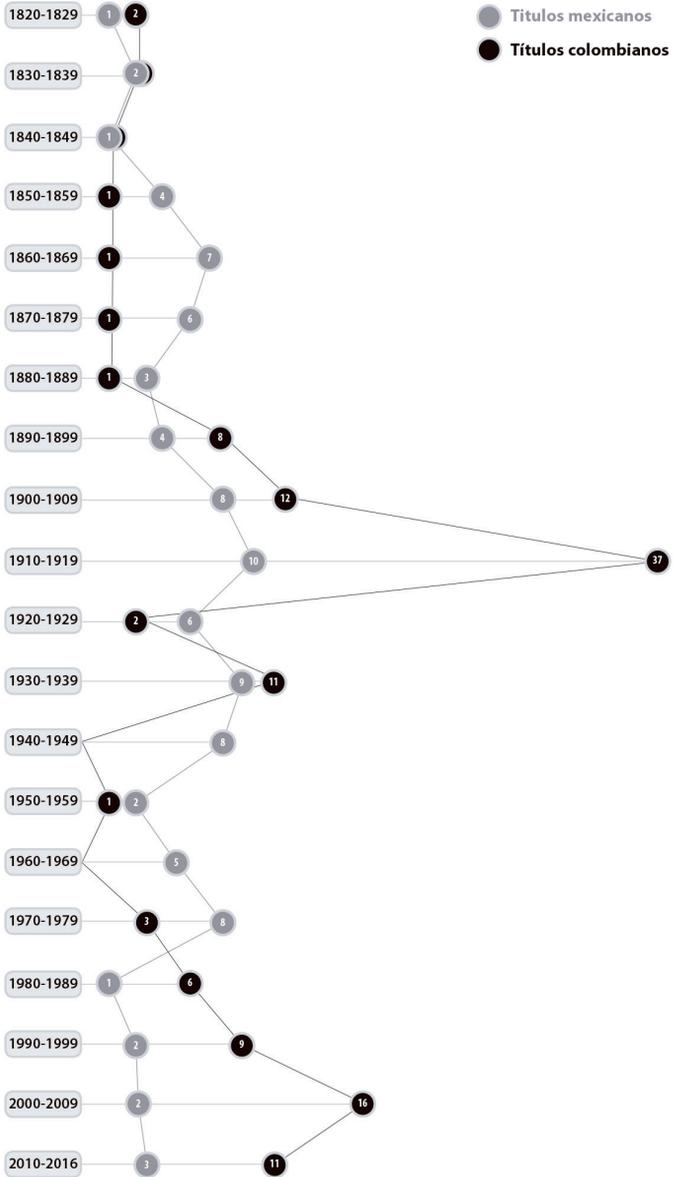 Titulos mexicanos
Títulos colombianos
1820-1829 1 2
1830-1839 2
1840-1849 1
1850-1859 1 4
1860-1869 1 7
1870-1879 1 6
1880-1889 1 3
1890-1899 4 8
1900-1909 8 12
1910-1919 10 37
1920-1929 2 6
1930-1939 9 11
1940-1949 8
1950-1959 1 2
1960-1969 5
1970-1979 3 8
1980-1989 1 6
1990-1999 2 9
2000-2009 2 16
2010-2016 3 11